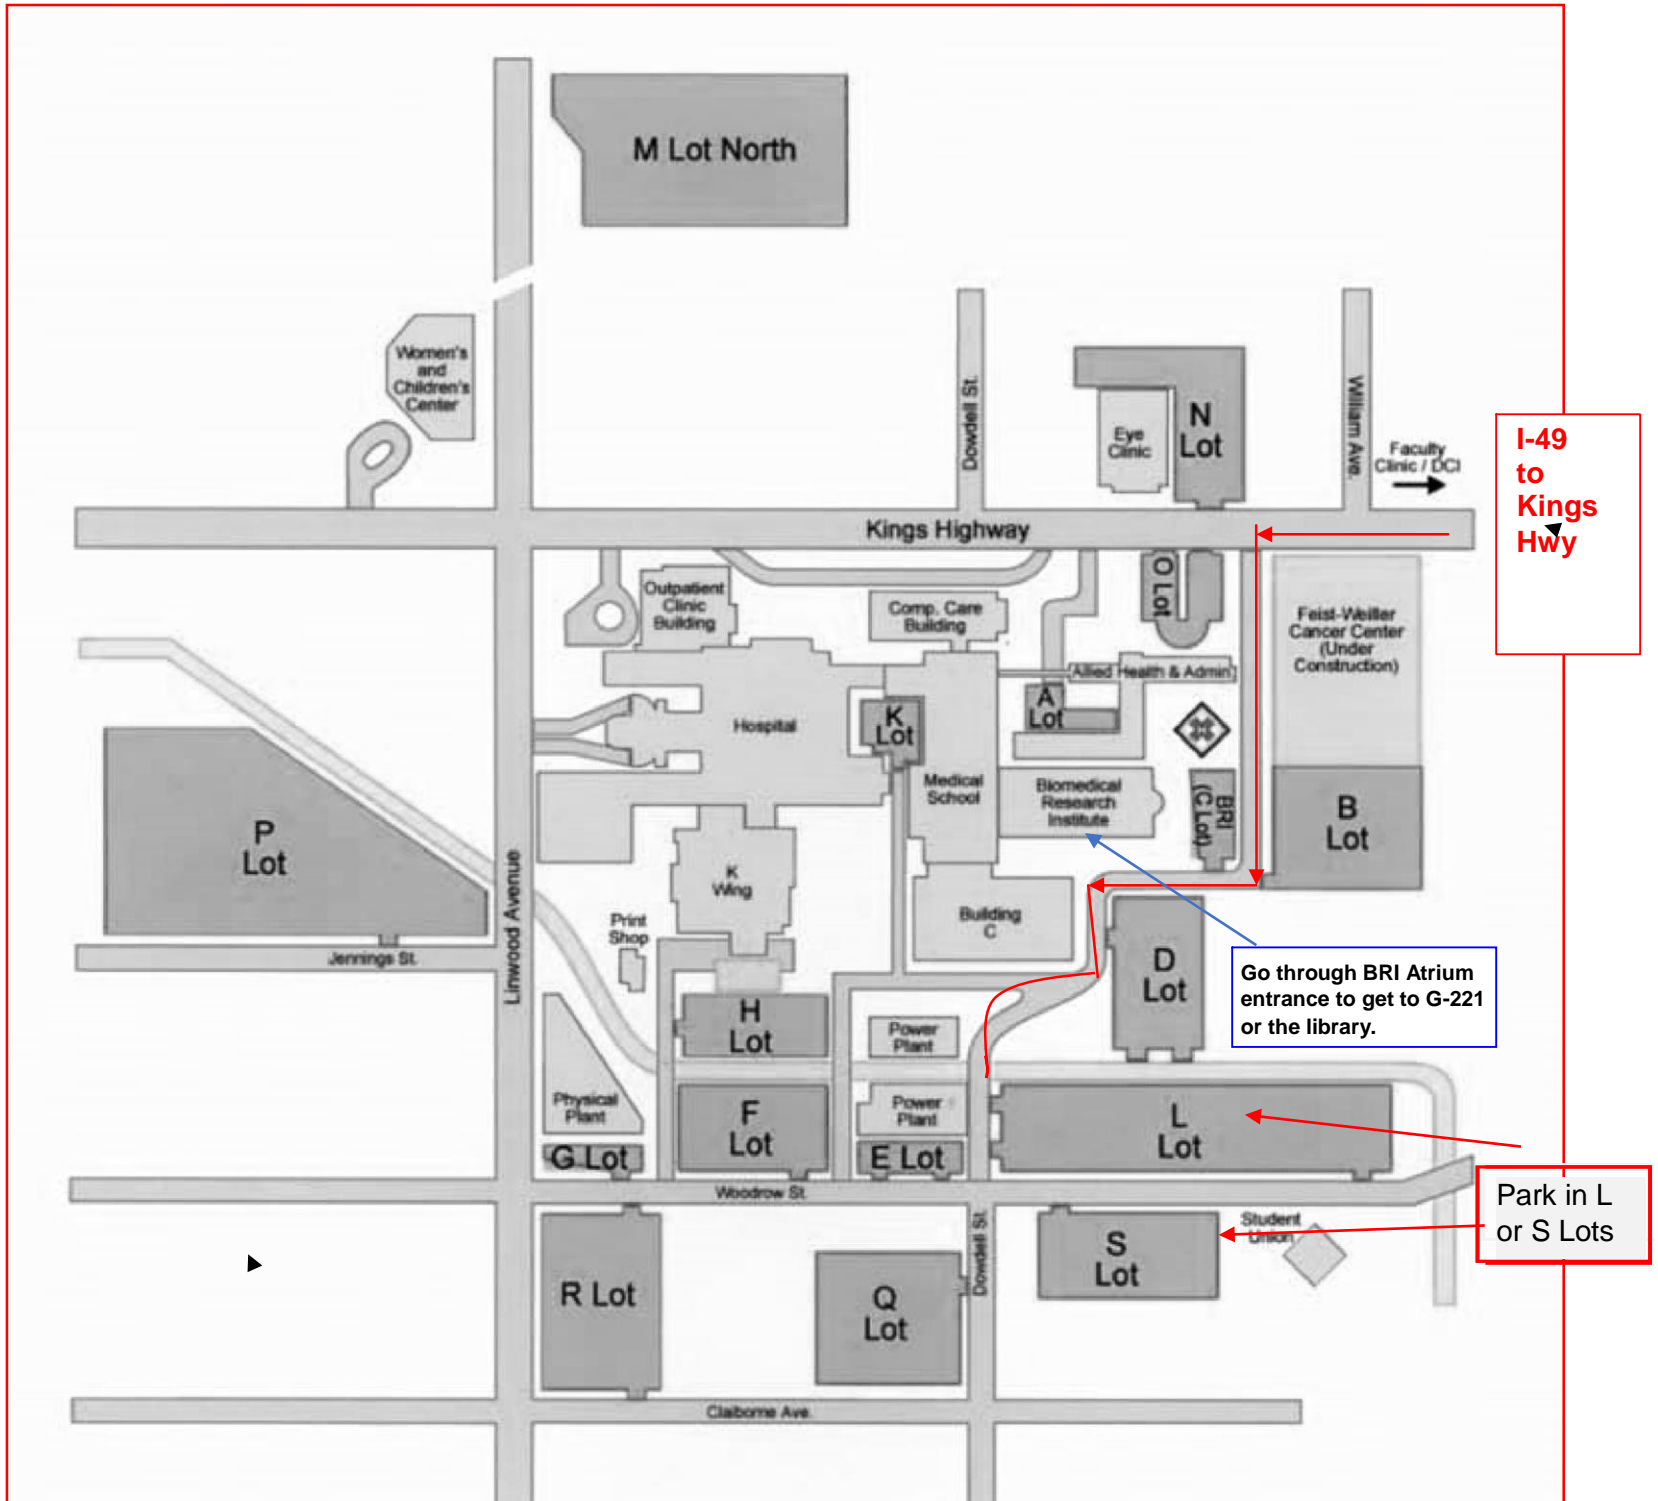 M Lot North
Women's
and
Children's
Center
Dowdell St.
William Ave.
Eye
Clinic
N
Lot
Faculty
Clinic / DCI
I-49
to
Kings
Hwy
Kings Highway
Outpatient
Clinic
Building
Comp. Care
Building
O Lot
Feist-Weiller
Cancer Center
(Under
Construction)
Allied Health & Admin.
A
Lot
K
Lot
Hospital
Medical
School
Biomedical
Research
Institute
BRI
(C Lot)
B
Lot
P
Lot
Linwood Avenue
K
Wing
Print
Shop
Building
C
Jennings St.
D
Lot
Go through BRI Atrium
entrance to get to G-221
or the library.
H
Lot
Power
Plant
Physical
Plant
F
Lot
Power
Plant
L
Lot
G Lot
E Lot
Woodrow St.
Park in L
or S Lots
Dowdell St.
S
Lot
Student
Union
R Lot
Q
Lot
Claiborne Ave.